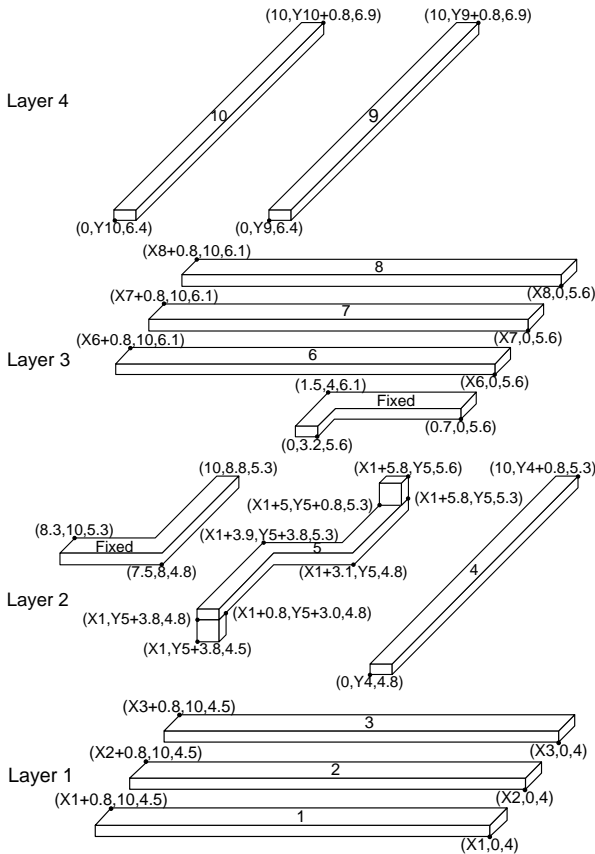 (10,Y10+0.8,6.9)
(10,Y9+0.8,6.9)
Layer 4
10
9
(0,Y10,6.4)
(0,Y9,6.4)
(X8+0.8,10,6.1)
8
(X8,0,5.6)
(X7+0.8,10,6.1)
7
(X7,0,5.6)
(X6+0.8,10,6.1)
6
Layer 3
(X6,0,5.6)
(1.5,4,6.1)
Fixed
(0.7,0,5.6)
(0,3.2,5.6)
(10,8.8,5.3)
(X1+5.8,Y5,5.6)
(10,Y4+0.8,5.3)
(X1+5,Y5+0.8,5.3)
(X1+5.8,Y5,5.3)
(8.3,10,5.3)
Fixed
(X1+3.9,Y5+3.8,5.3)
5
(7.5,8,4.8)
(X1+3.1,Y5,4.8)
4
Layer 2
(X1,Y5+3.8,4.8)
(X1+0.8,Y5+3.0,4.8)
(X1,Y5+3.8,4.5)
(0,Y4,4.8)
(X3+0.8,10,4.5)
3
(X3,0,4)
(X2+0.8,10,4.5)
Layer 1
2
(X2,0,4)
(X1+0.8,10,4.5)
1
(X1,0,4)